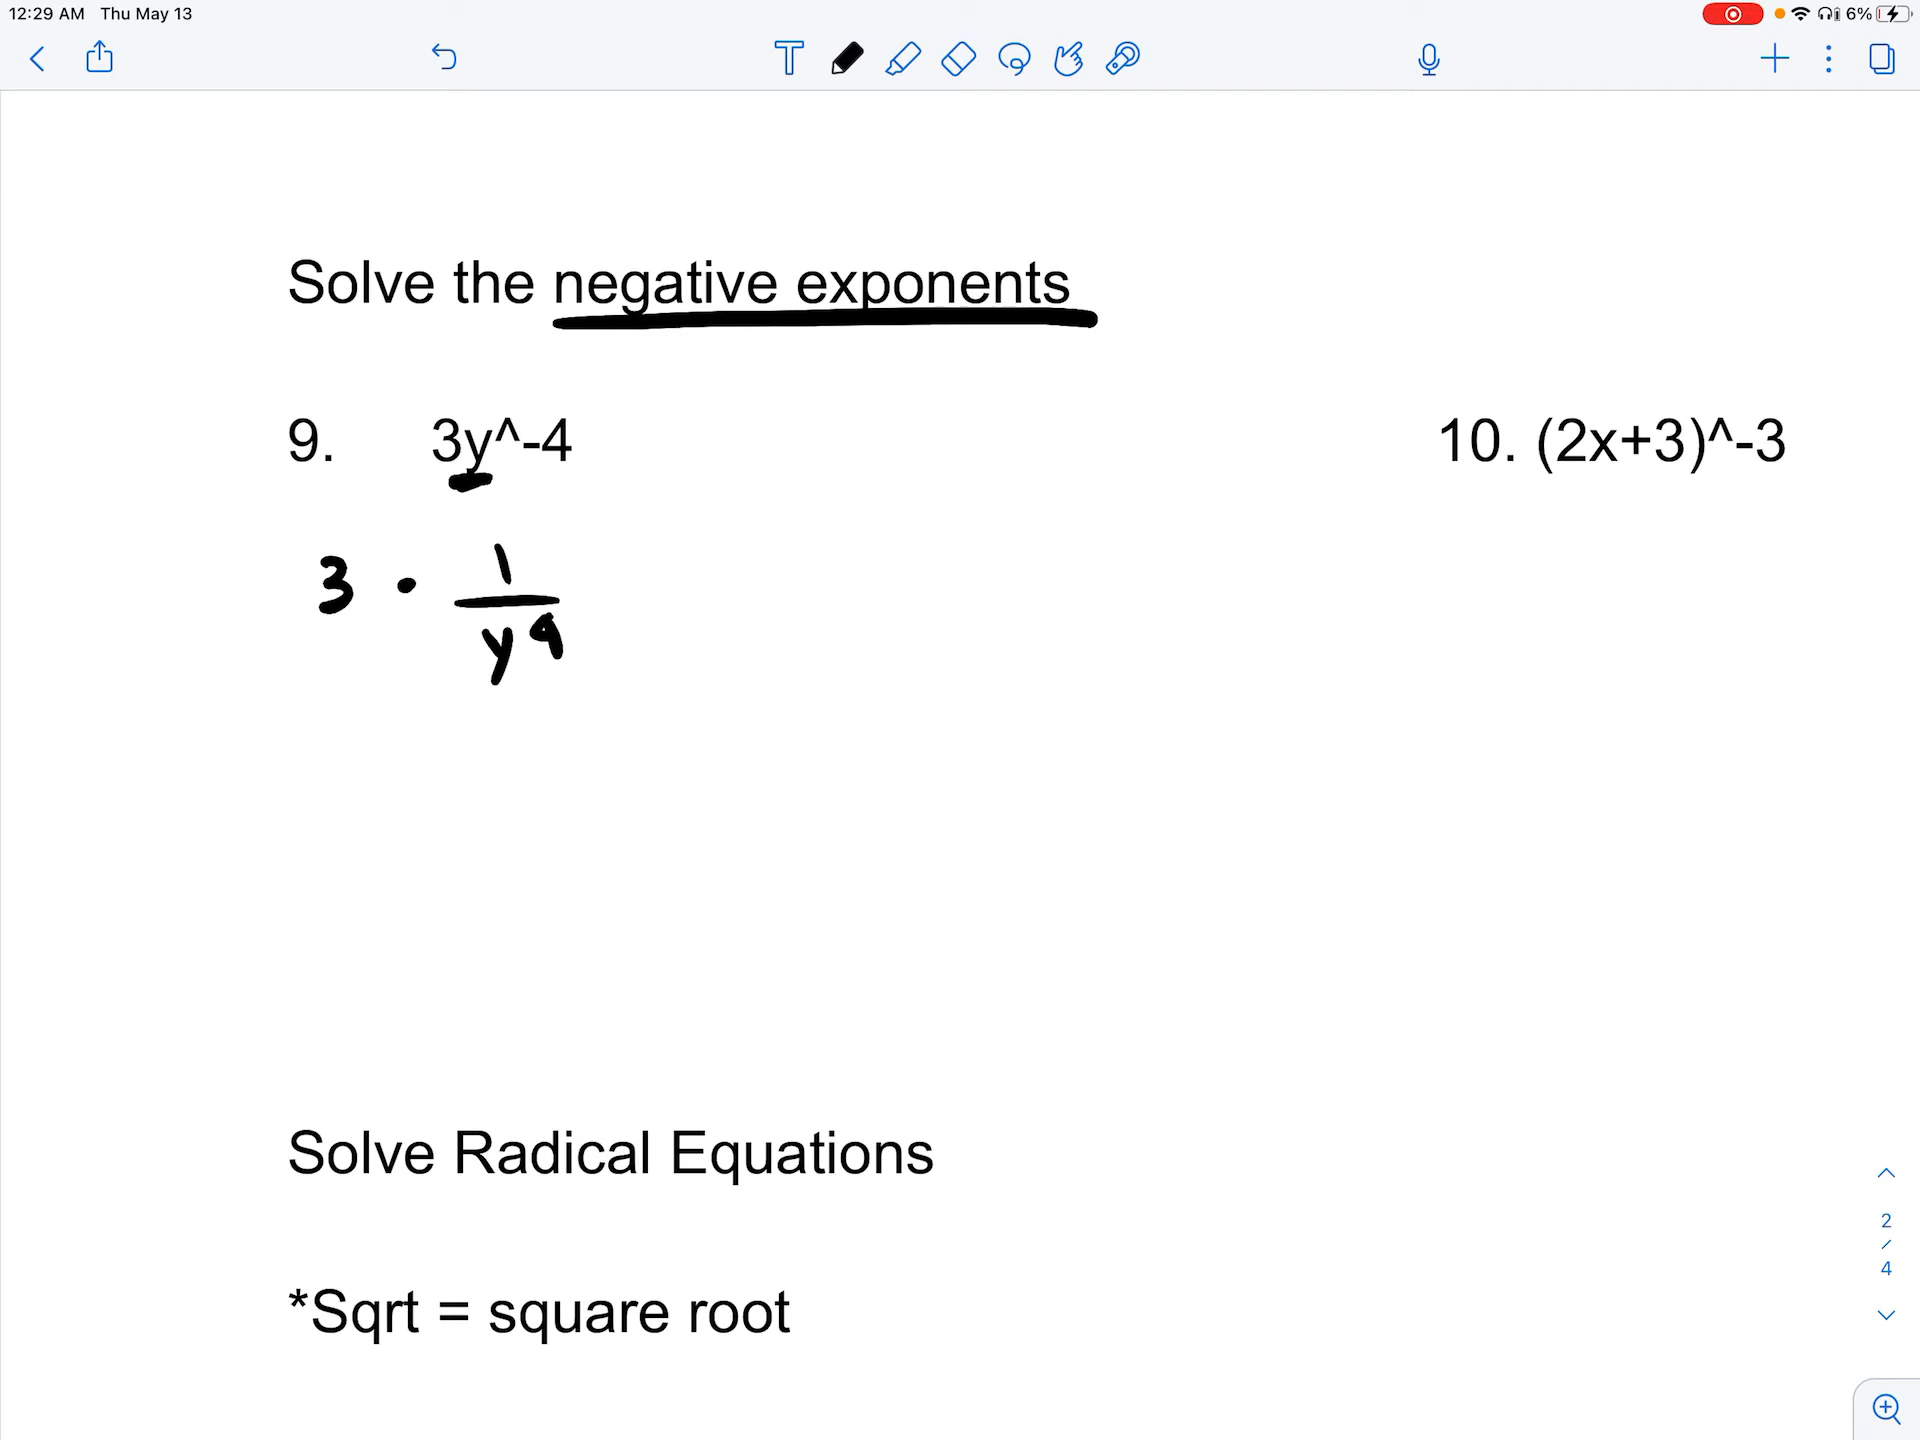 12:29 AM Thu May 13
6%
Solve the negative exponents
9. 3y^-4
10. (2x+3)^-3
3 · 1/y⁴
Solve Radical Equations
*Sqrt = square root
2
/
4